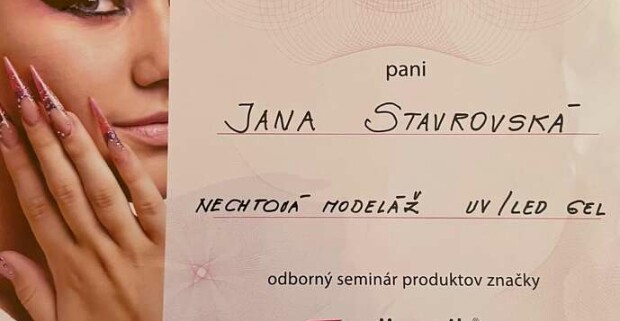 pani
JANA STAVROVSKÁ
NECHTOVÁ MODELÁŽ UV/LED GEL
odborný seminár produktov značky